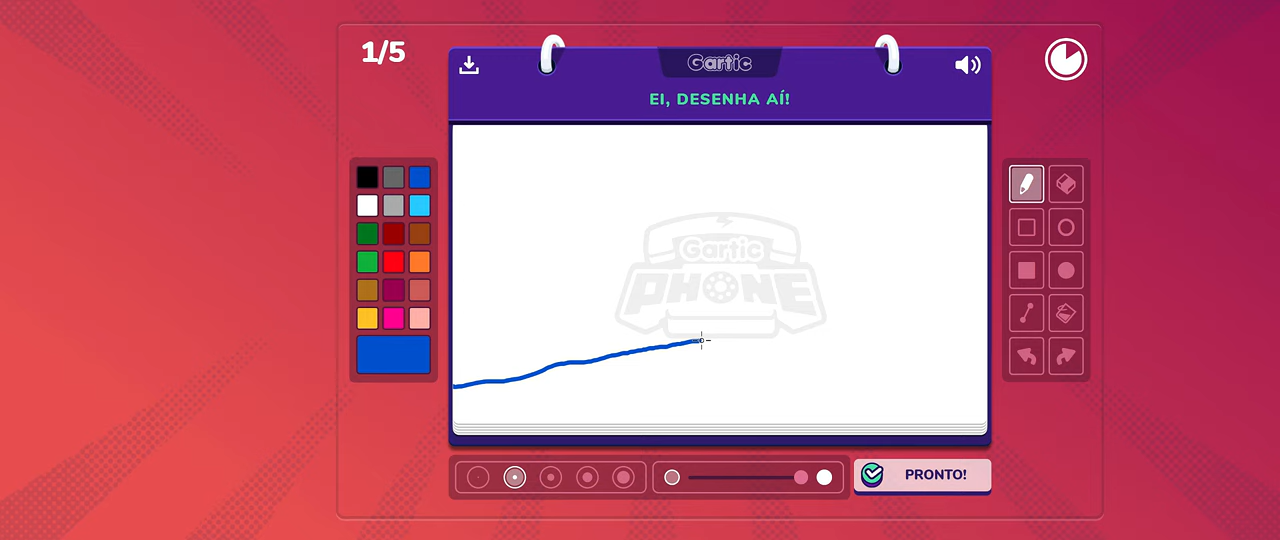 1/5
Gartic
EI, DESENHA AÍ!
Gartic
PHONE
PRONTO!